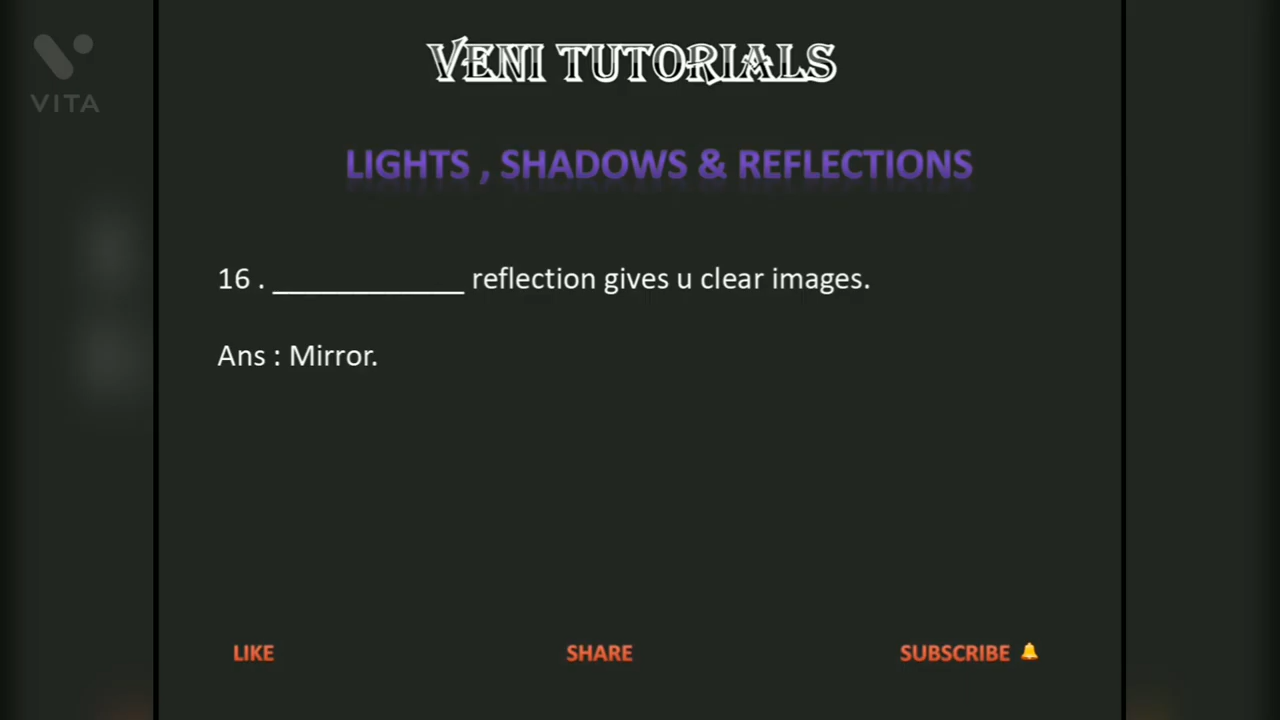 VITA
VENI TUTORIALS
LIGHTS , SHADOWS & REFLECTIONS
16 . ____________ reflection gives u clear images.
Ans : Mirror.
LIKE SHARE SUBSCRIBE 🔔